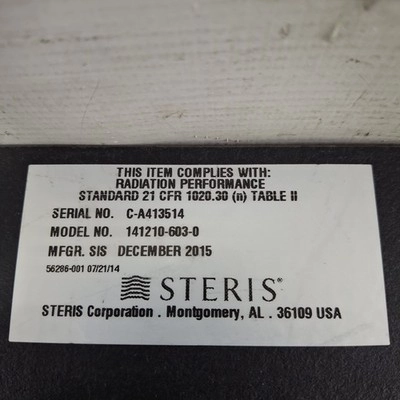 THIS ITEM COMPLIES WITH:
RADIATION PERFORMANCE
STANDARD 21 CFR 1020.30 (n) TABLE II
SERIAL NO. C-A413514
MODEL NO. 141210-603-0
MFGR. SIS DECEMBER 2015
56286-001 07/21/14
STERIS®
STERIS Corporation . Montgomery, AL . 36109 USA